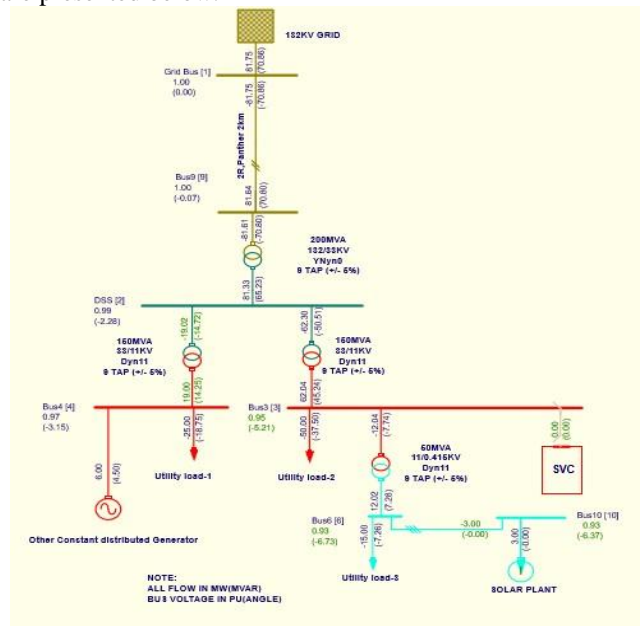 are presented below.
132KV GRID
81.75
(70.86)
Grid Bus [1]
1.00
(0.00)
-81.75
(-70.86)
2R,Panther 2km
Bus9 [9]
1.00
(-0.07)
81.64
(70.80)
-81.61
(-70.80)
200MVA
132/33KV
YNyn0
9 TAP (+/- 5%)
81.33
(65.23)
DSS [2]
0.99
(-2.28)
-19.02
(-14.72)
-62.30
(-50.51)
160MVA
33/11KV
Dyn11
9 TAP (+/- 5%)
160MVA
33/11KV
Dyn11
9 TAP (+/- 5%)
19.00
(14.25)
62.04
(45.24)
Bus4 [4]
0.97
(-3.15)
Bus3 [3]
0.95
(-5.21)
-25.00
(-18.75)
-50.00
(-37.50)
-12.04
(-7.74)
-0.00
(0.00)
6.00
(4.50)
50MVA
11/0.415KV
Dyn11
9 TAP (+/- 5%)
SVC
Utility load-1
Utility load-2
12.02
(7.26)
Bus6 [6]
0.93
(-6.73)
-3.00
(-0.00)
Bus10 [10]
0.93
(-6.37)
-15.00
(-7.26)
3.00
(-0.00)
Other Constant distributed Generator
Utility load-3
SOLAR PLANT
NOTE:
ALL FLOW IN MW(MVAR)
BUS VOLTAGE IN PU(ANGLE)